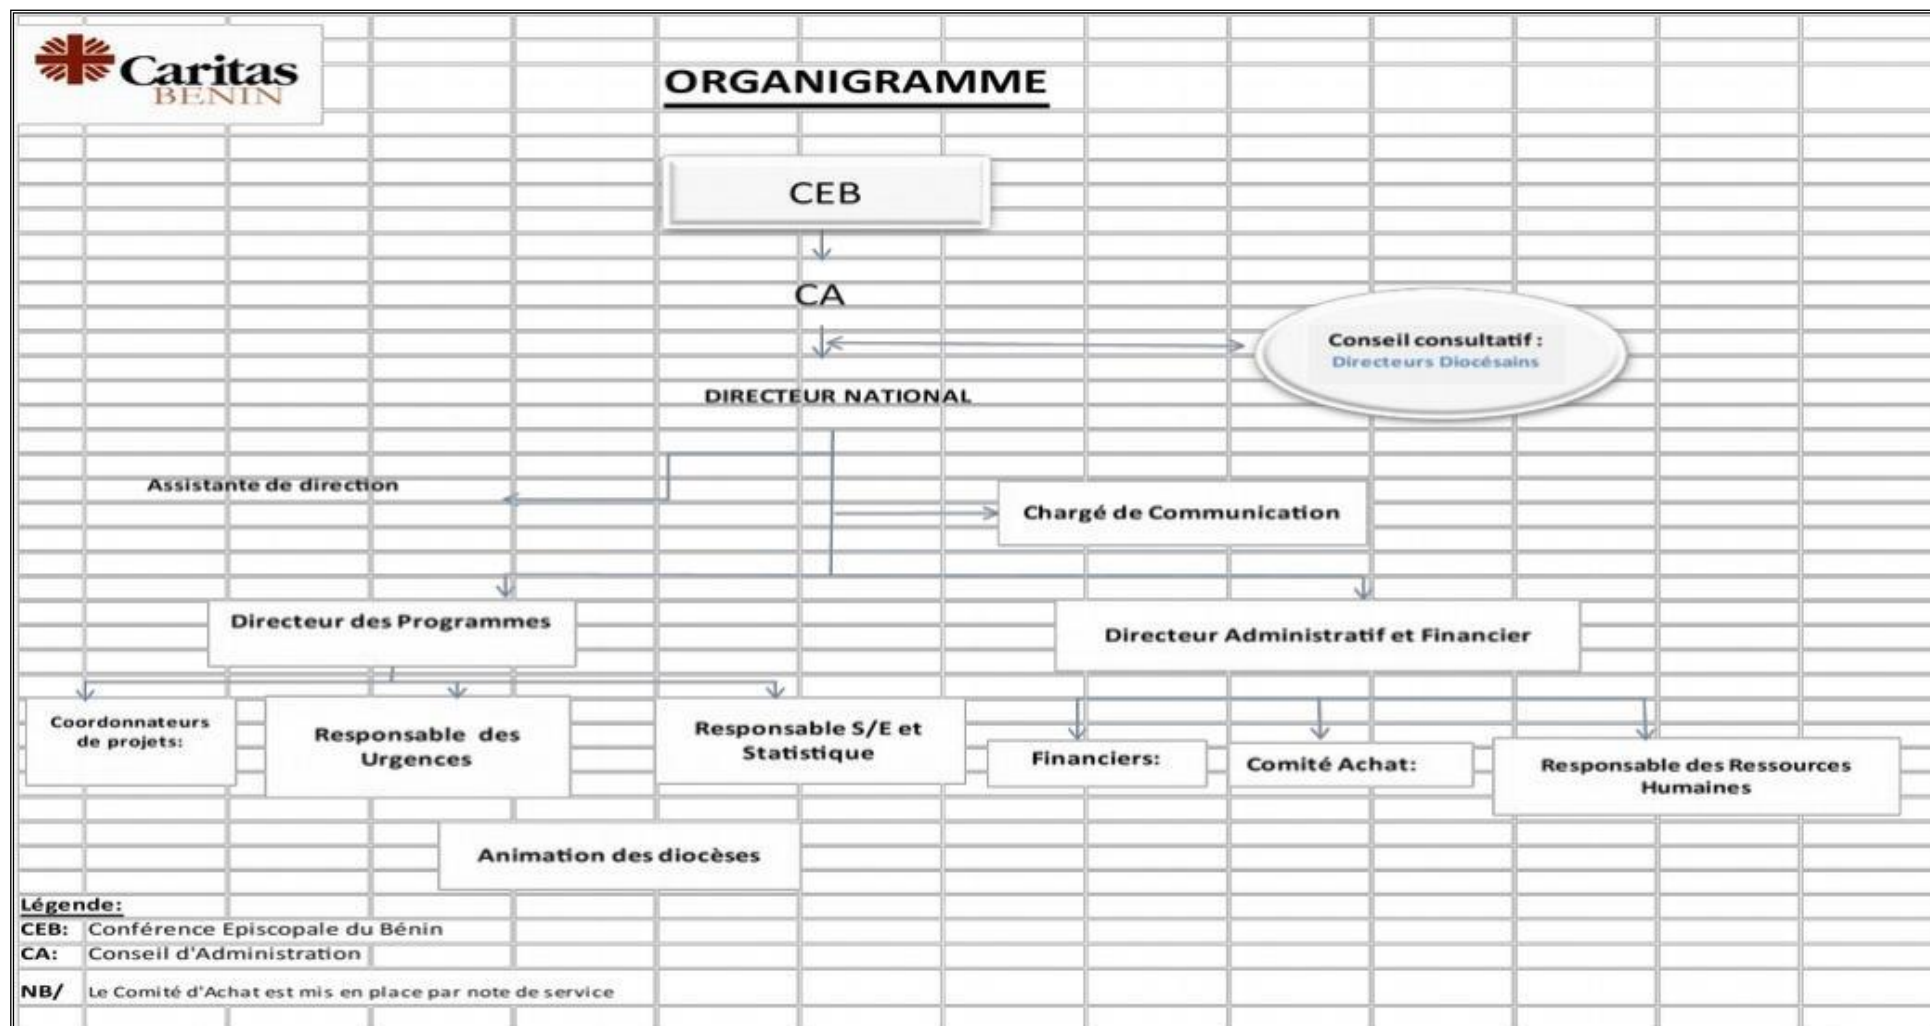 Caritas
BENIN
ORGANIGRAMME
CEB
CA
Conseil consultatif :
Directeurs Diocésains
DIRECTEUR NATIONAL
Assistante de direction
Chargé de Communication
Directeur des Programmes
Directeur Administratif et Financier
Coordonnateurs
de projets:
Responsable des
Urgences
Responsable S/E et
Statistique
Financiers:
Comité Achat:
Responsable des Ressources
Humaines
Animation des diocèses
Légende:
CEB: Conférence Episcopale du Bénin
CA: Conseil d'Administration
NB/ Le Comité d'Achat est mis en place par note de service